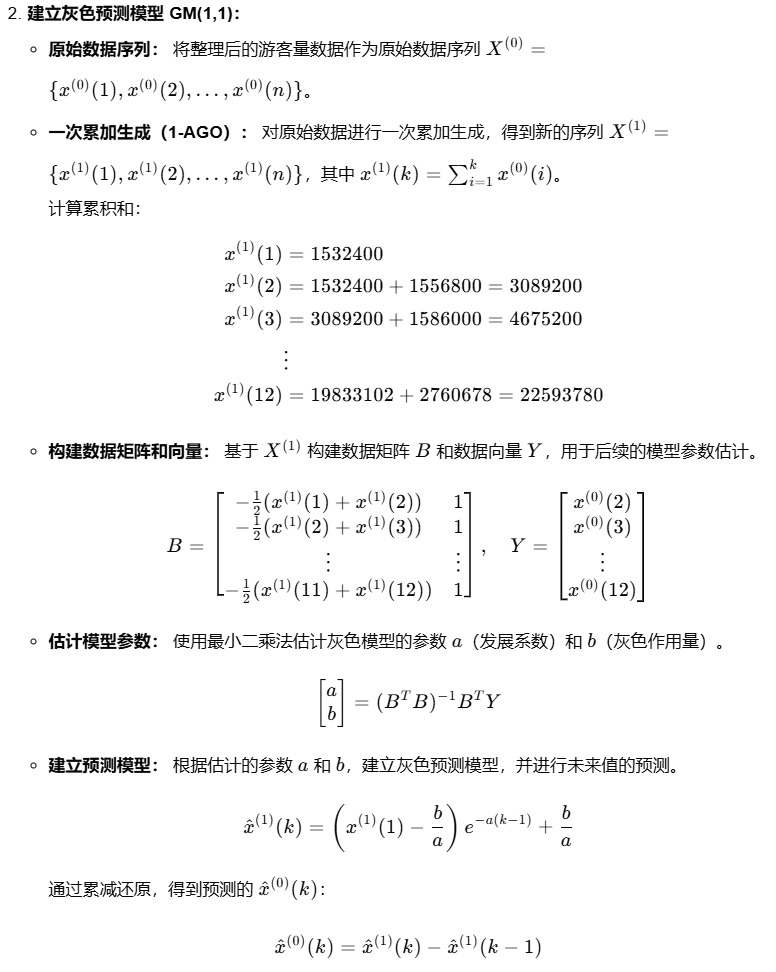 2. 建立灰色预测模型 GM(1,1)：
原始数据序列： 将整理后的游客量数据作为原始数据序列 $X^{(0)} =$
$\{x^{(0)}(1), x^{(0)}(2), \ldots, x^{(0)}(n)\}$。
一次累加生成（1-AGO）： 对原始数据进行一次累加生成，得到新的序列 $X^{(1)} =$
$\{x^{(1)}(1), x^{(1)}(2), \ldots, x^{(1)}(n)\}$，其中 $x^{(1)}(k) = \sum_{i=1}^{k} x^{(0)}(i)$。
计算累积和：
$x^{(1)}(1) = 1532400$
$x^{(1)}(2) = 1532400 + 1556800 = 3089200$
$x^{(1)}(3) = 3089200 + 1586000 = 4675200$
$\vdots$
$x^{(1)}(12) = 19833102 + 2760678 = 22593780$
构建数据矩阵和向量： 基于 $X^{(1)}$ 构建数据矩阵 $B$ 和数据向量 $Y$，用于后续的模型参数估计。
$B = \begin{bmatrix} -\frac{1}{2}(x^{(1)}(1) + x^{(1)}(2)) & 1 \\ -\frac{1}{2}(x^{(1)}(2) + x^{(1)}(3)) & 1 \\ \vdots & \vdots \\ -\frac{1}{2}(x^{(1)}(11) + x^{(1)}(12)) & 1 \end{bmatrix}, \quad Y = \begin{bmatrix} x^{(0)}(2) \\ x^{(0)}(3) \\ \vdots \\ x^{(0)}(12) \end{bmatrix}$
估计模型参数： 使用最小二乘法估计灰色模型的参数 $a$（发展系数）和 $b$（灰色作用量）。
$\begin{bmatrix} a \\ b \end{bmatrix} = (B^T B)^{-1} B^T Y$
建立预测模型： 根据估计的参数 $a$ 和 $b$，建立灰色预测模型，并进行未来值的预测。
$\hat{x}^{(1)}(k) = \left( x^{(1)}(1) - \frac{b}{a} \right) e^{-a(k-1)} + \frac{b}{a}$
通过累减还原，得到预测的 $\hat{x}^{(0)}(k)$：
$\hat{x}^{(0)}(k) = \hat{x}^{(1)}(k) - \hat{x}^{(1)}(k-1)$